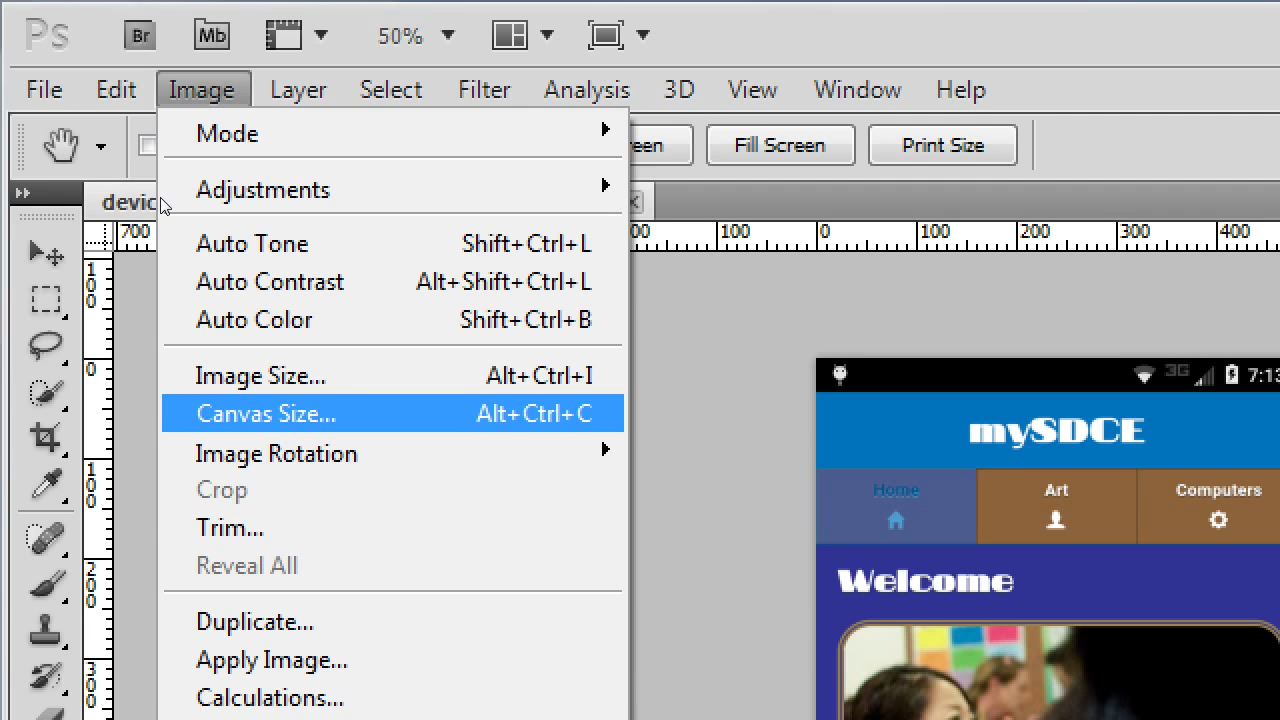 Ps Br Mb 50%
File Edit Image Layer Select Filter Analysis 3D View Window Help
Mode
Fill Screen Print Size
Adjustments
devic
700 100 0 100 200 300 400
Auto Tone Shift+Ctrl+L
Auto Contrast Alt+Shift+Ctrl+L
Auto Color Shift+Ctrl+B
Image Size... Alt+Ctrl+I
Canvas Size... Alt+Ctrl+C
Image Rotation
Crop
Trim...
Reveal All
Duplicate...
Apply Image...
Calculations...
100
0
100
200
300
3G 7:13
mySDCE
Home Art Computers
Welcome